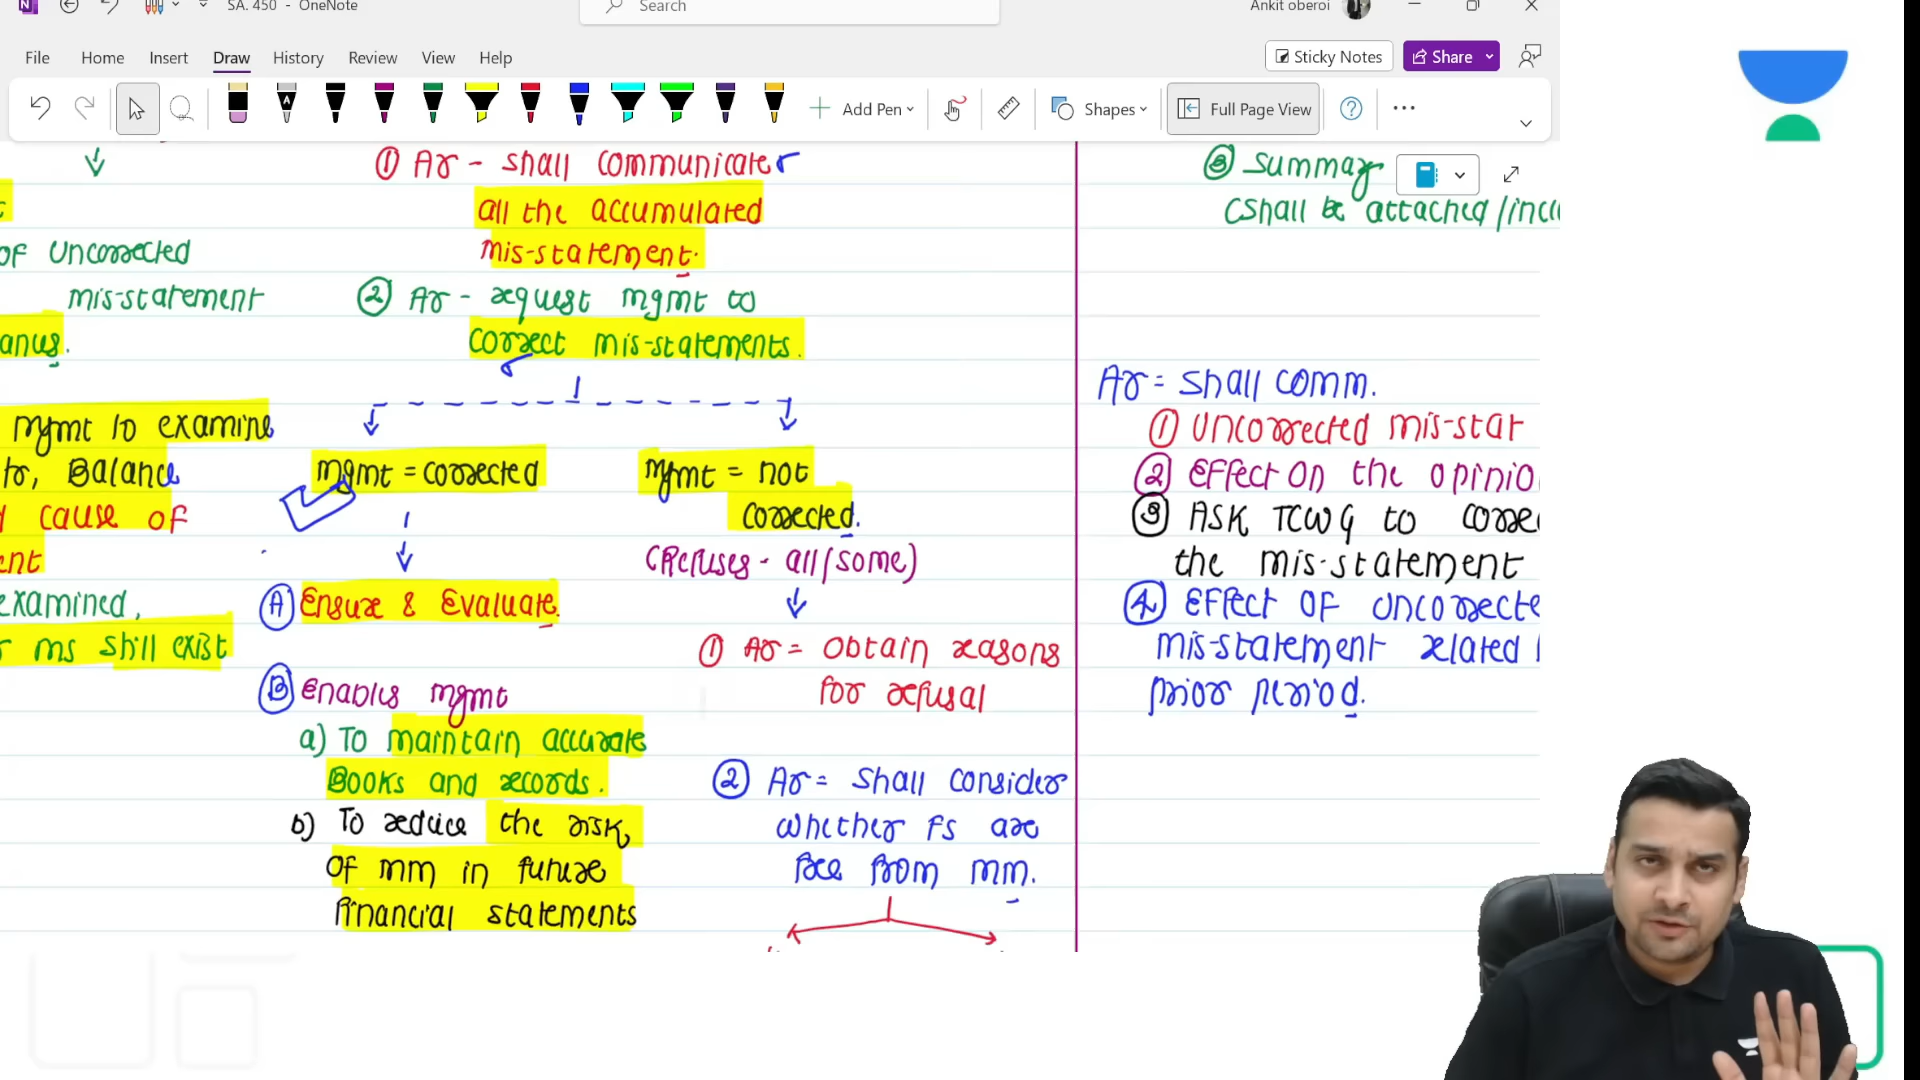 SA. 450 - OneNote
Search
Ankit oberoi
File
Home
Insert
Draw
History
Review
View
Help
Sticky Notes
Share
Add Pen
Shapes
Full Page View
of uncorrected
mis-statement
mgmt to examine
Balance
cause of
examined,
ms still exist
① Ar - shall communicate
all the accumulated
mis-statement.
② Ar - request mgmt to
correct mis-statements.
mgmt = corrected
Ⓐ Ensure & Evaluate.
Ⓑ Enables mgmt
a) To maintain accurate
Books and records.
b) To reduce the risk,
of mm in future
Financial statements
mgmt = not
corrected.
(Refuses - all/some)
① Ar = obtain reasons
for refusal
② Ar = shall consider
whether FS are
free from mm.
③ summary
(shall be attached/incl
Ar = shall comm.
① uncorrected mis-stat
② effect on the opinio
③ ASK TCWG to corre
the mis-statement
④ effect of uncorrecte
mis-statement related
prior period.